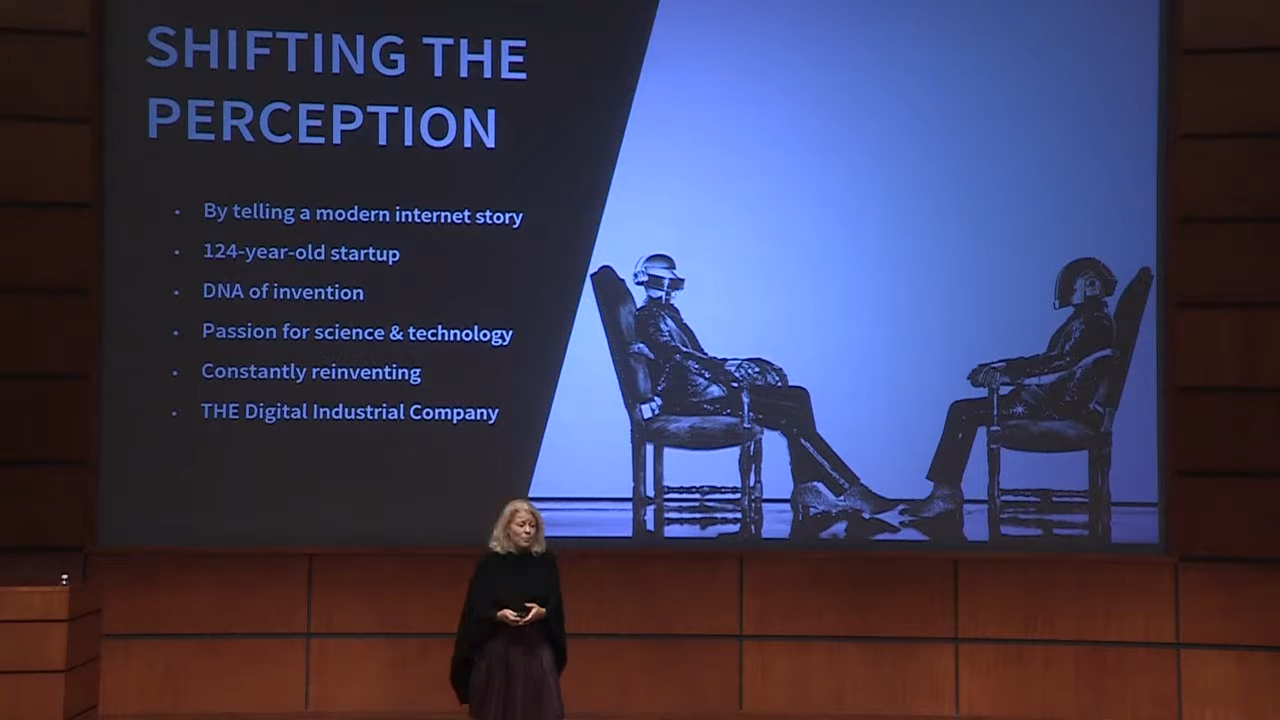 SHIFTING THE
PERCEPTION
• By telling a modern internet story
• 124-year-old startup
• DNA of invention
• Passion for science & technology
• Constantly reinventing
• THE Digital Industrial Company